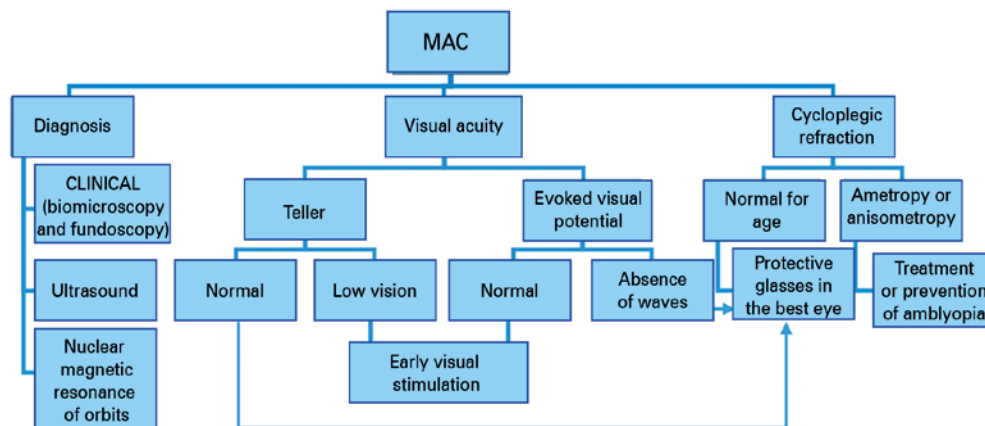 MAC
Diagnosis
Visual acuity
Cycloplegic
refraction
CLINICAL
(biomicroscopy
and fundoscopy)
Teller
Evoked visual
potential
Normal for
age
Ametropy or
anisometropy
Ultrasound
Normal
Low vision
Normal
Absence
of waves
Protective
glasses in
the best eye
Treatment
or prevention
of amblyopia
Nuclear
magnetic
resonance
of orbits
Early visual
stimulation